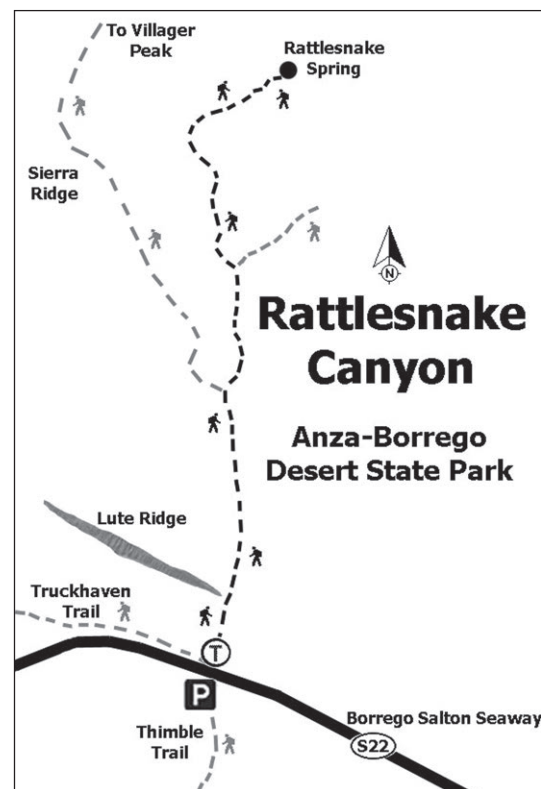 To Villager
Peak
Rattlesnake
Spring
Sierra
Ridge
N
Rattlesnake
Canyon
Anza-Borrego
Desert State Park
Lute Ridge
Truckhaven
Trail
T
P
Borrego Salton Seaway
Thimble
Trail
S22